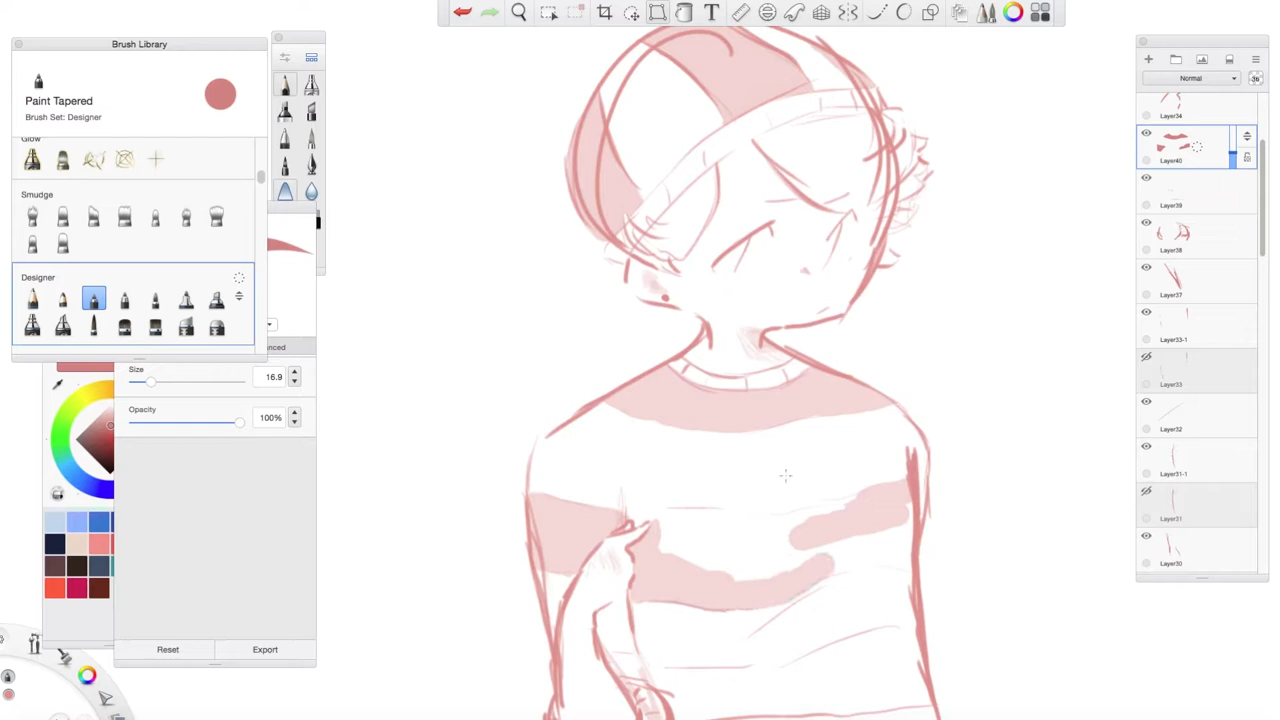 T
Brush Library
Paint Tapered
Brush Set: Designer
Glow
Smudge
Designer
Size
16.9
Opacity
100%
Reset
Export
Normal
Layer34
Layer40
Layer39
Layer38
Layer37
Layer33-1
Layer33
Layer32
Layer31-1
Layer31
Layer30